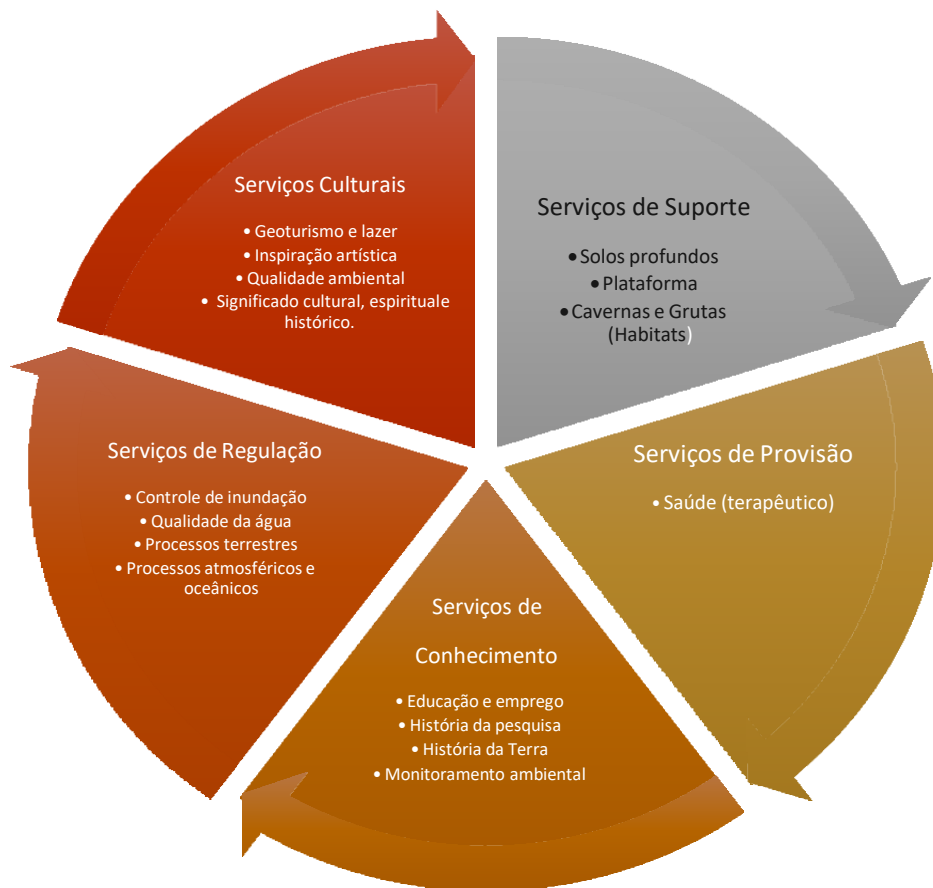 Serviços Culturais
• Geoturismo e lazer
• Inspiração artística
• Qualidade ambiental
• Significado cultural, espirituale
histórico.
Serviços de Suporte
• Solos profundos
• Plataforma
• Cavernas e Grutas
(Habitats)
Serviços de Provisão
• Saúde (terapêutico)
Serviços de
Conhecimento
• Educação e emprego
• História da pesquisa
• História da Terra
• Monitoramento ambiental
Serviços de Regulação
• Controle de inundação
• Qualidade da água
• Processos terrestres
• Processos atmosféricos e
oceânicos